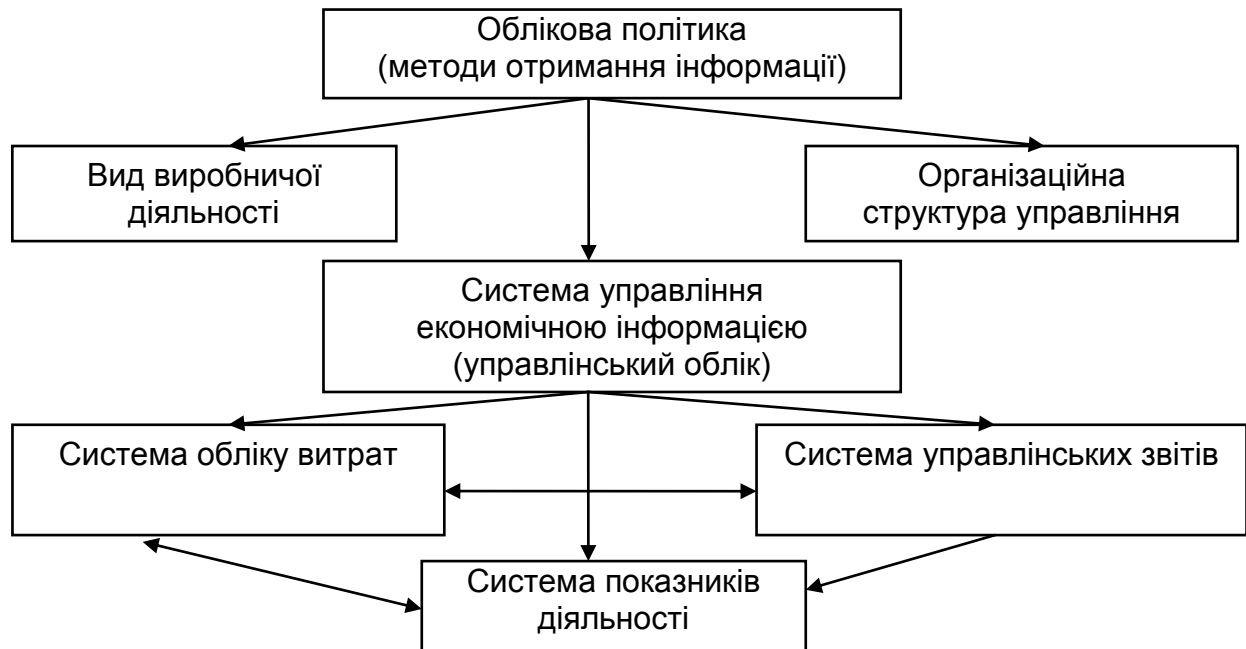 Облікова політика
(методи отримання інформації)
Вид виробничої
діяльності
Організаційна
структура управління
Система управління
економічною інформацією
(управлінський облік)
Система обліку витрат
Система управлінських звітів
Система показників
діяльності